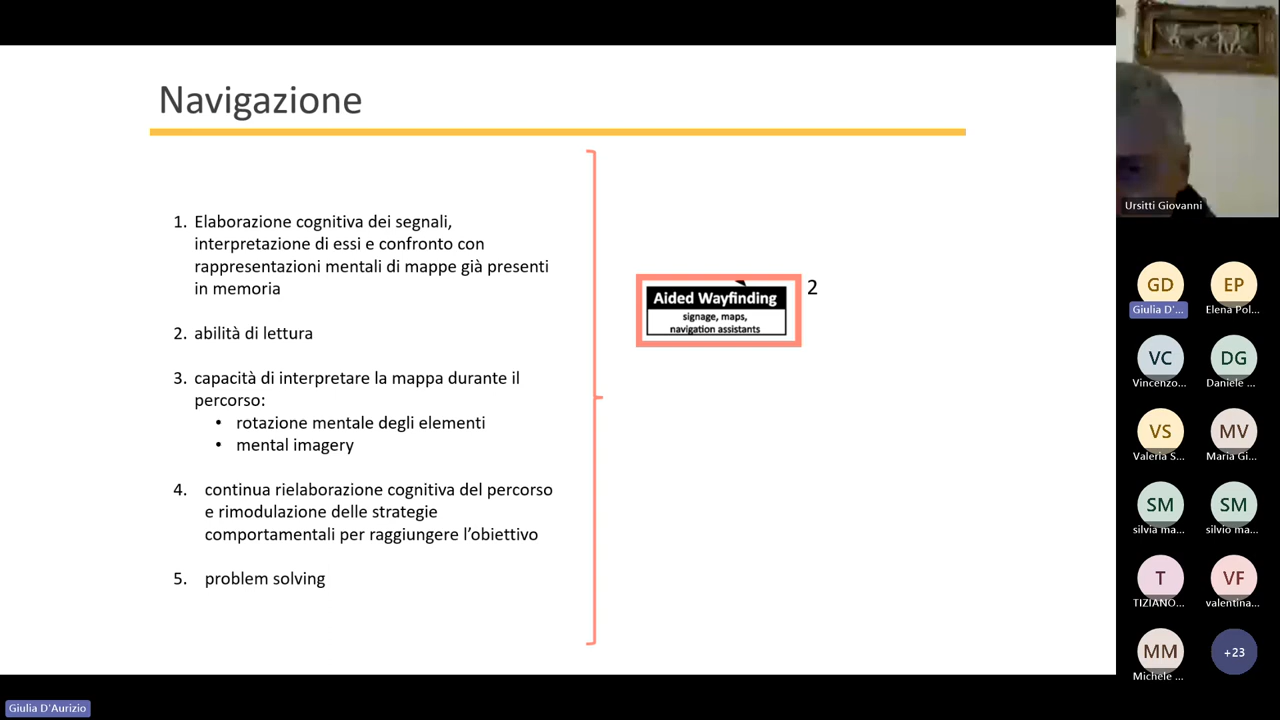 Navigazione
1. Elaborazione cognitiva dei segnali,
interpretazione di essi e confronto con
rappresentazioni mentali di mappe già presenti
in memoria
2. abilità di lettura
3. capacità di interpretare la mappa durante il
percorso:
• rotazione mentale degli elementi
• mental imagery
4. continua rielaborazione cognitiva del percorso
e rimodulazione delle strategie
comportamentali per raggiungere l'obiettivo
5. problem solving
Aided Wayfinding
signage, maps,
navigation assistants
2
Ursitti Giovanni
GD
EP
Giulia D'...
Elena Pol...
VC
DG
Vincenzo...
Daniele ...
VS
MV
Valeria S...
Maria Gi...
SM
SM
silvia ma...
silvio ma...
T
VF
TIZIANO...
valentina...
MM
+23
Michele ...
Giulia D'Aurizio